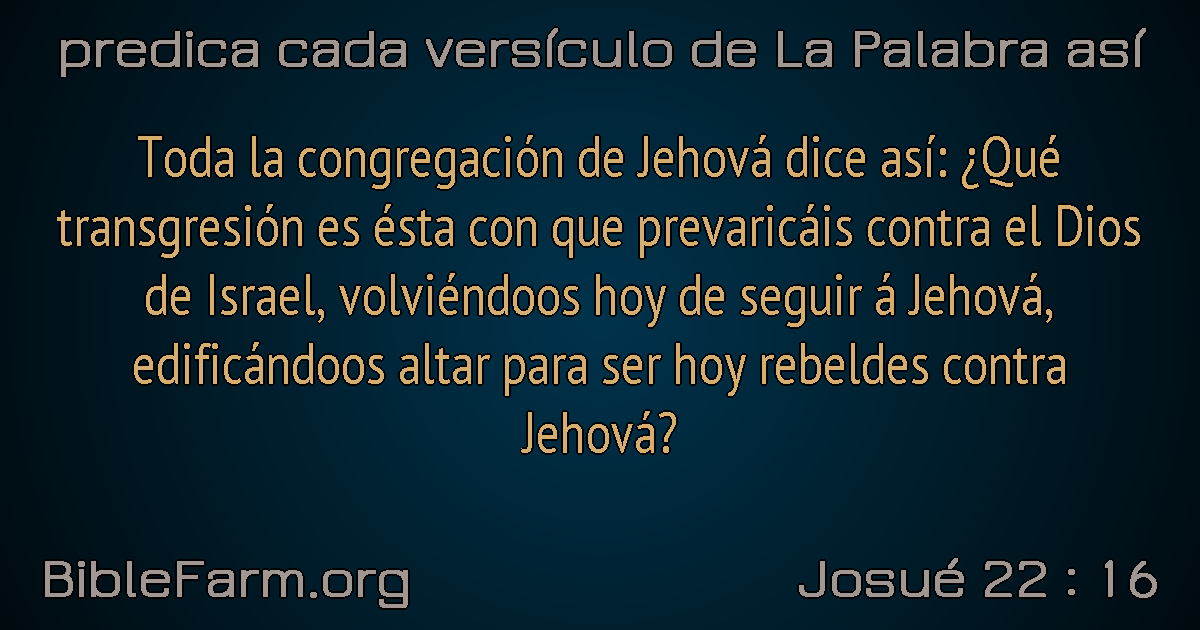 predica cada versículo de La Palabra así
Toda la congregación de Jehová dice así: ¿Qué
transgresión es ésta con que prevaricáis contra el Dios
de Israel, volviéndoos hoy de seguir á Jehová,
edificándoos altar para ser hoy rebeldes contra
Jehová?
BibleFarm.org
Josué 22 : 16